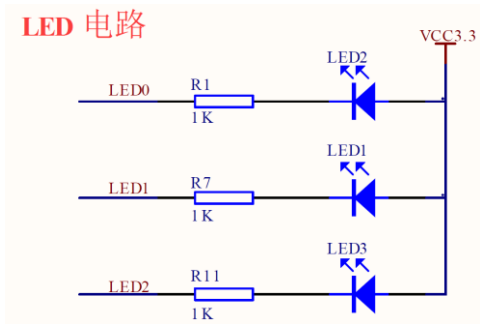 LED 电路
VCC3.3
LED2
LED0
R1
1K
LED1
LED1
R7
1K
LED3
LED2
R11
1K